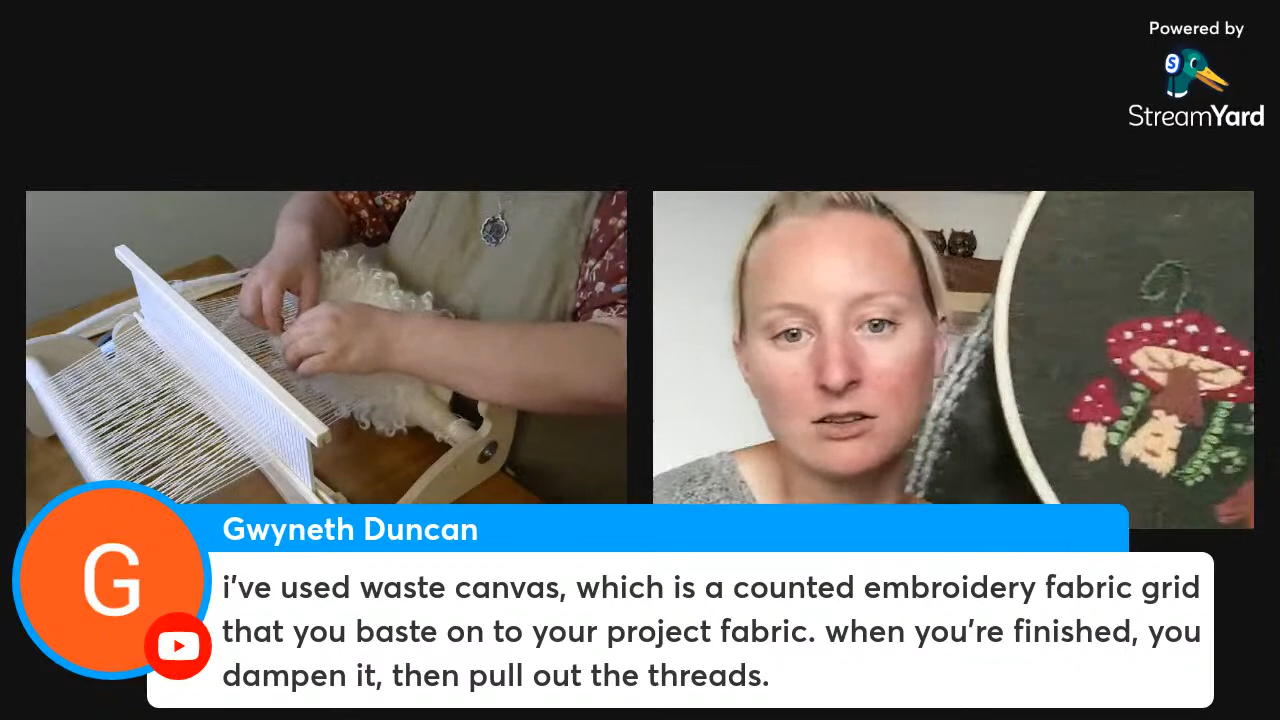 Powered by
S
StreamYard
Gwyneth Duncan
G
i've used waste canvas, which is a counted embroidery fabric grid
that you baste on to your project fabric. when you're finished, you
dampen it, then pull out the threads.